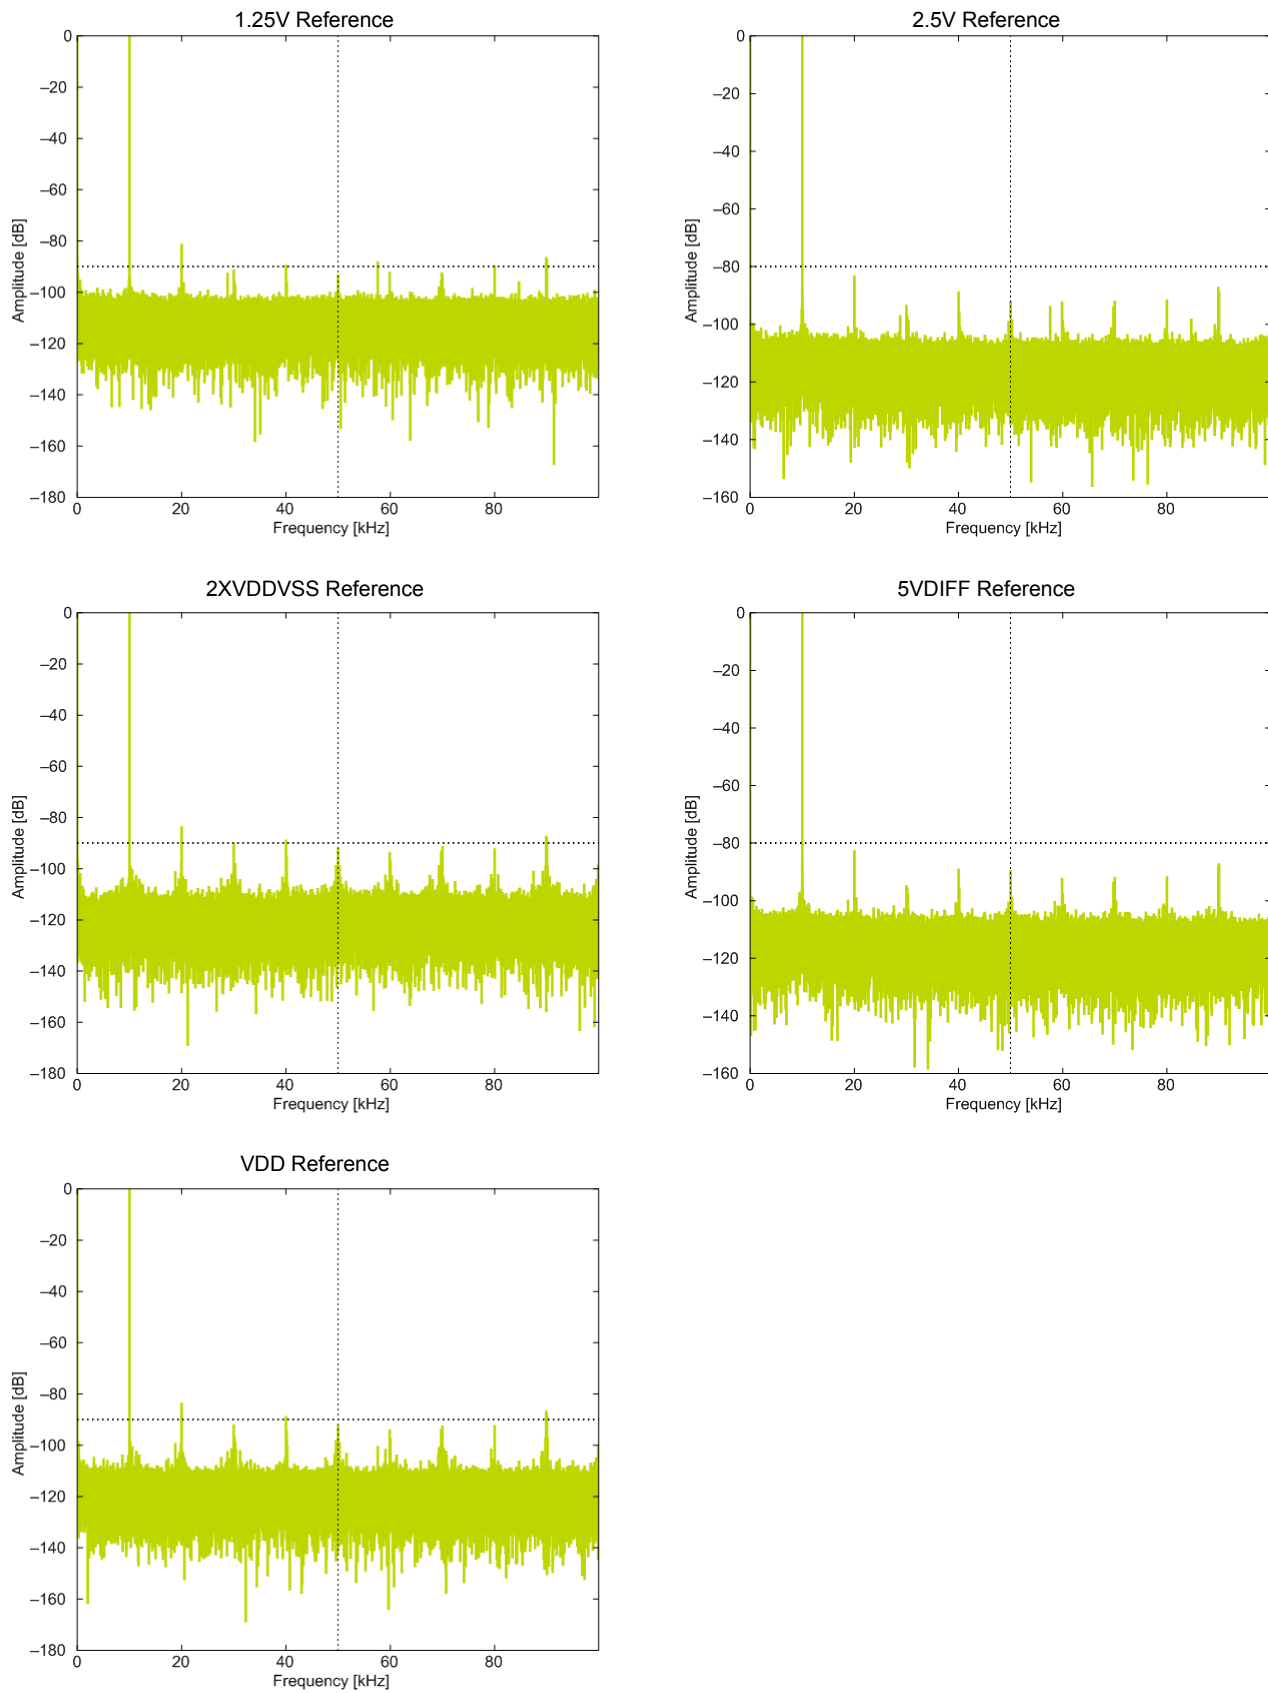 1.25V Reference
0
–20
–40
–60
–80
–100
–120
–140
–160
–180
Amplitude [dB]
0 20 40 60 80
Frequency [kHz]
2.5V Reference
0
–20
–40
–60
–80
–100
–120
–140
–160
Amplitude [dB]
0 20 40 60 80
Frequency [kHz]
2XVDDVSS Reference
0
–20
–40
–60
–80
–100
–120
–140
–160
–180
Amplitude [dB]
0 20 40 60 80
Frequency [kHz]
5VDIFF Reference
0
–20
–40
–60
–80
–100
–120
–140
–160
Amplitude [dB]
0 20 40 60 80
Frequency [kHz]
VDD Reference
0
–20
–40
–60
–80
–100
–120
–140
–160
–180
Amplitude [dB]
0 20 40 60 80
Frequency [kHz]